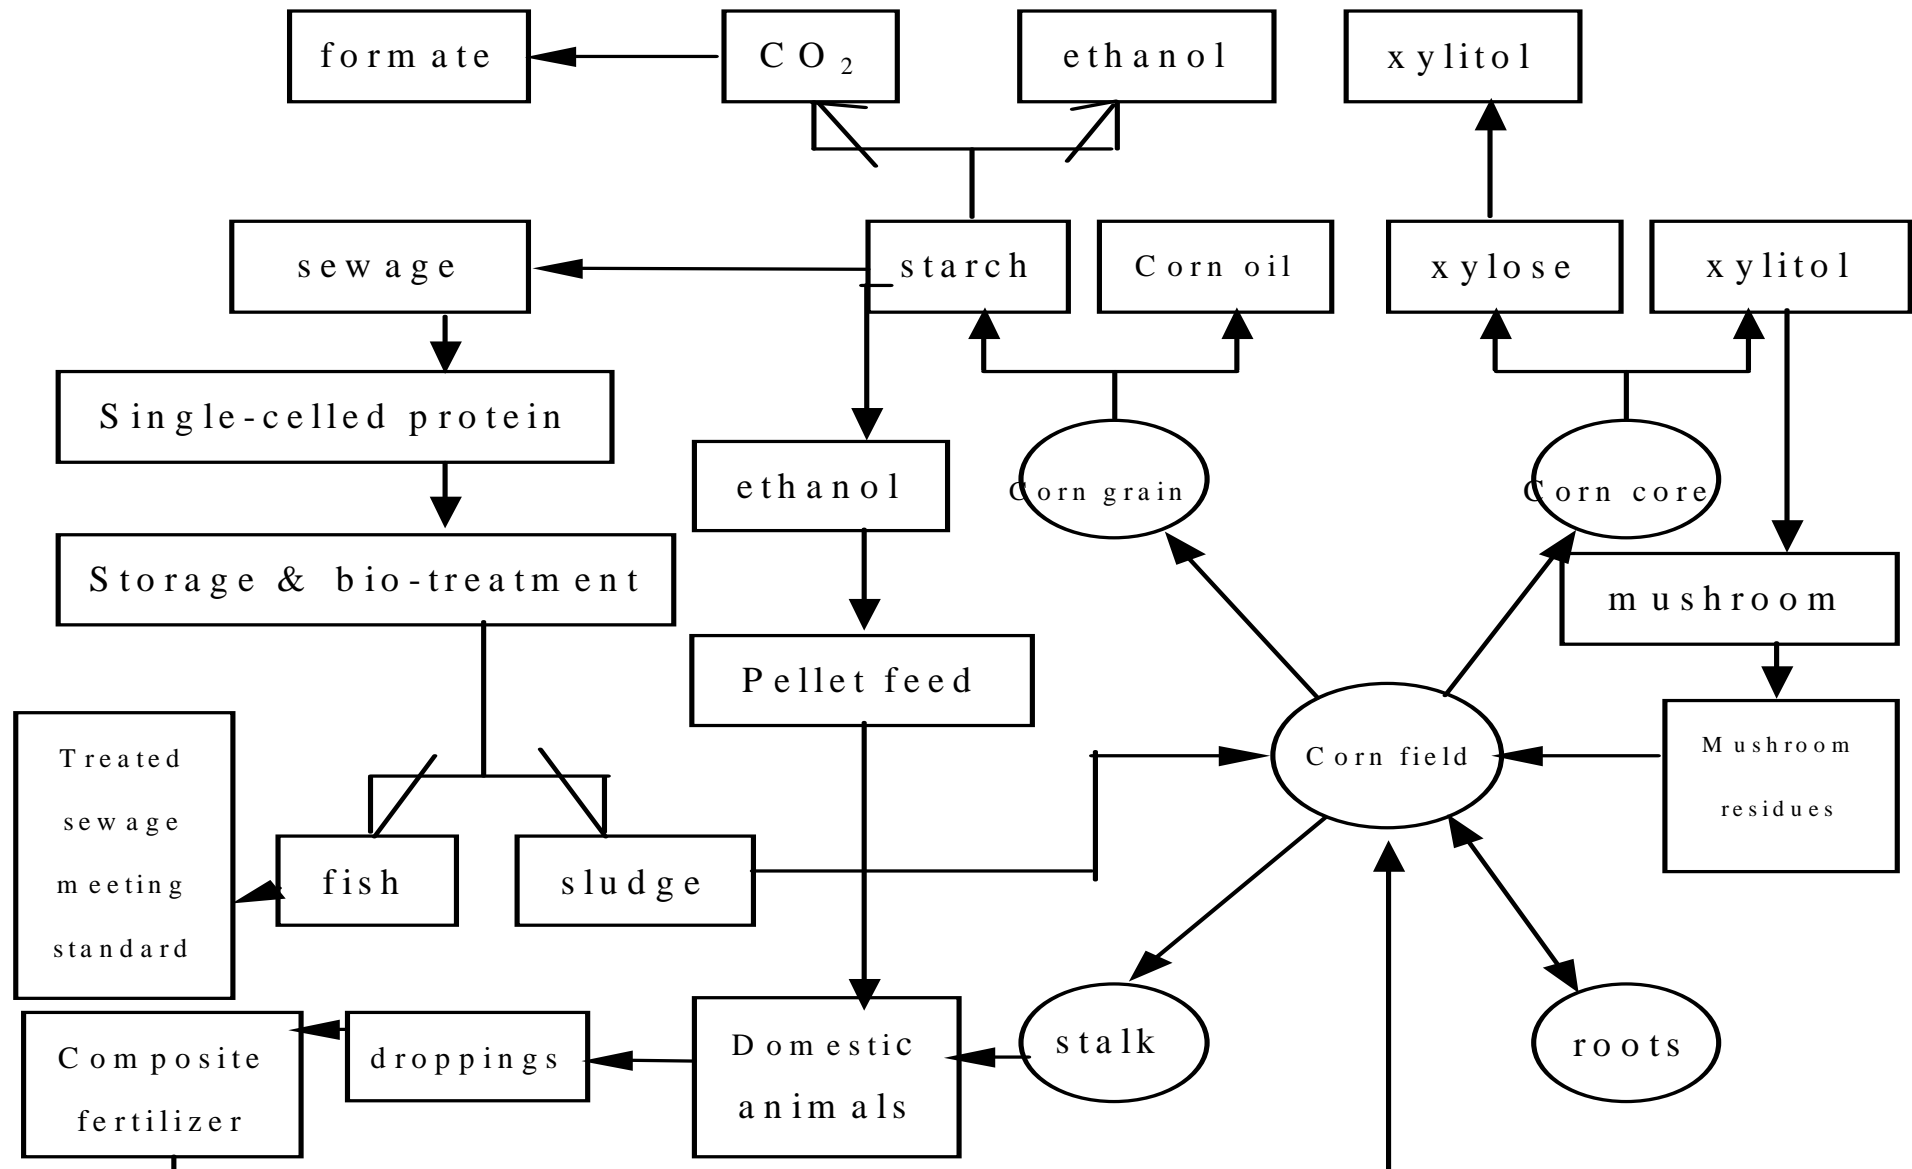 formate
CO₂
ethanol
xylitol
sewage
starch
Corn oil
xylose
xylitol
Single-celled protein
ethanol
Corn grain
Corn core
Storage & bio-treatment
mushroom
Pellet feed
Treated
sewage
meeting
standard
Corn field
Mushroom
residues
fish
sludge
Composite
fertilizer
droppings
Domestic
animals
stalk
roots